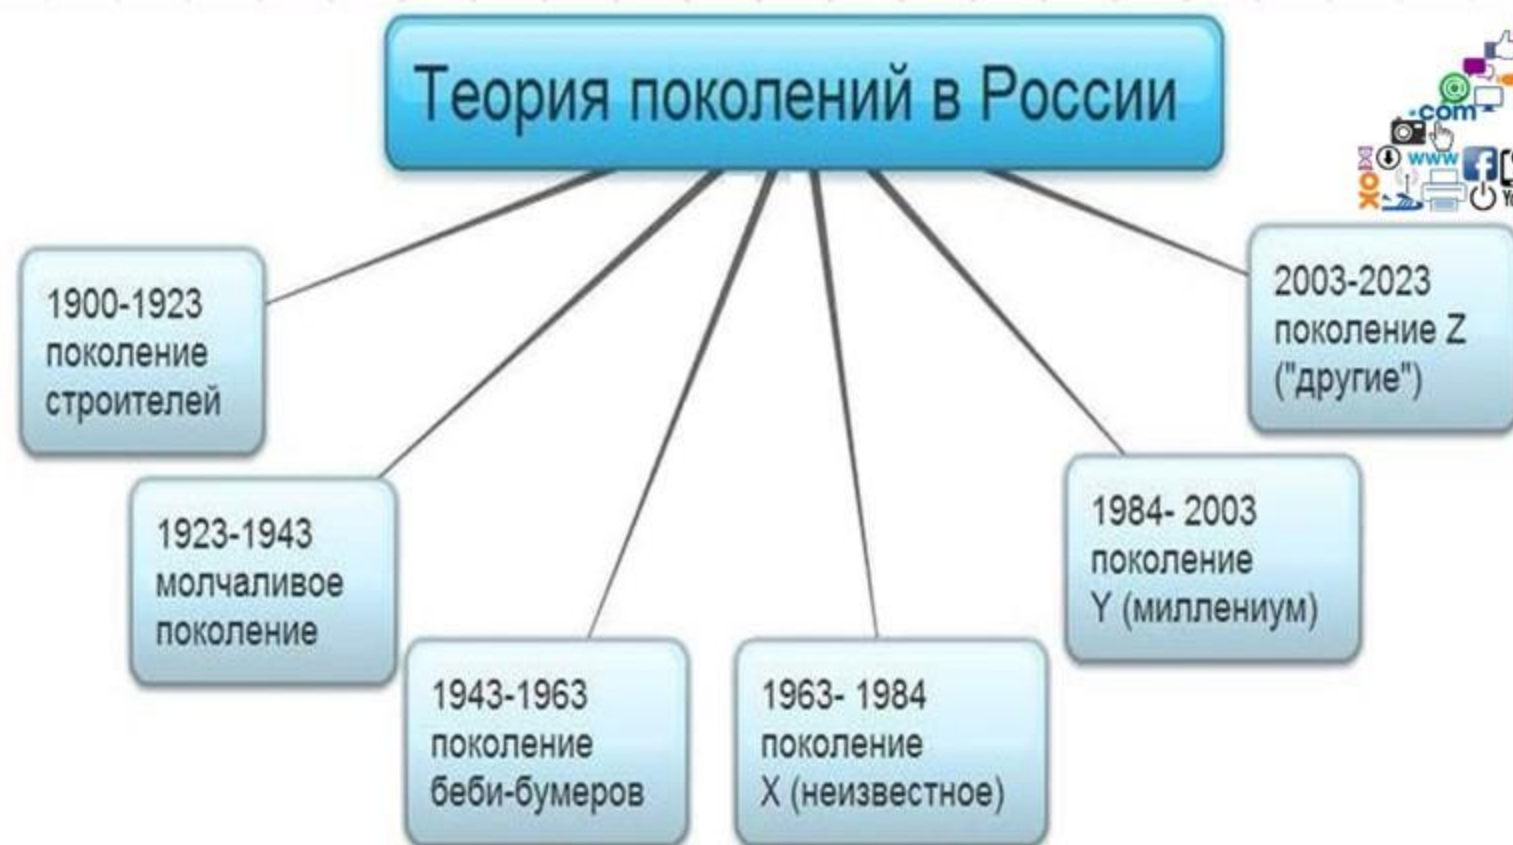 Теория поколений в России
.com
www
1900-1923
поколение
строителей
1923-1943
молчаливое
поколение
1943-1963
поколение
беби-бумеров
1963- 1984
поколение
X (неизвестное)
1984- 2003
поколение
Y (миллениум)
2003-2023
поколение Z
("другие")